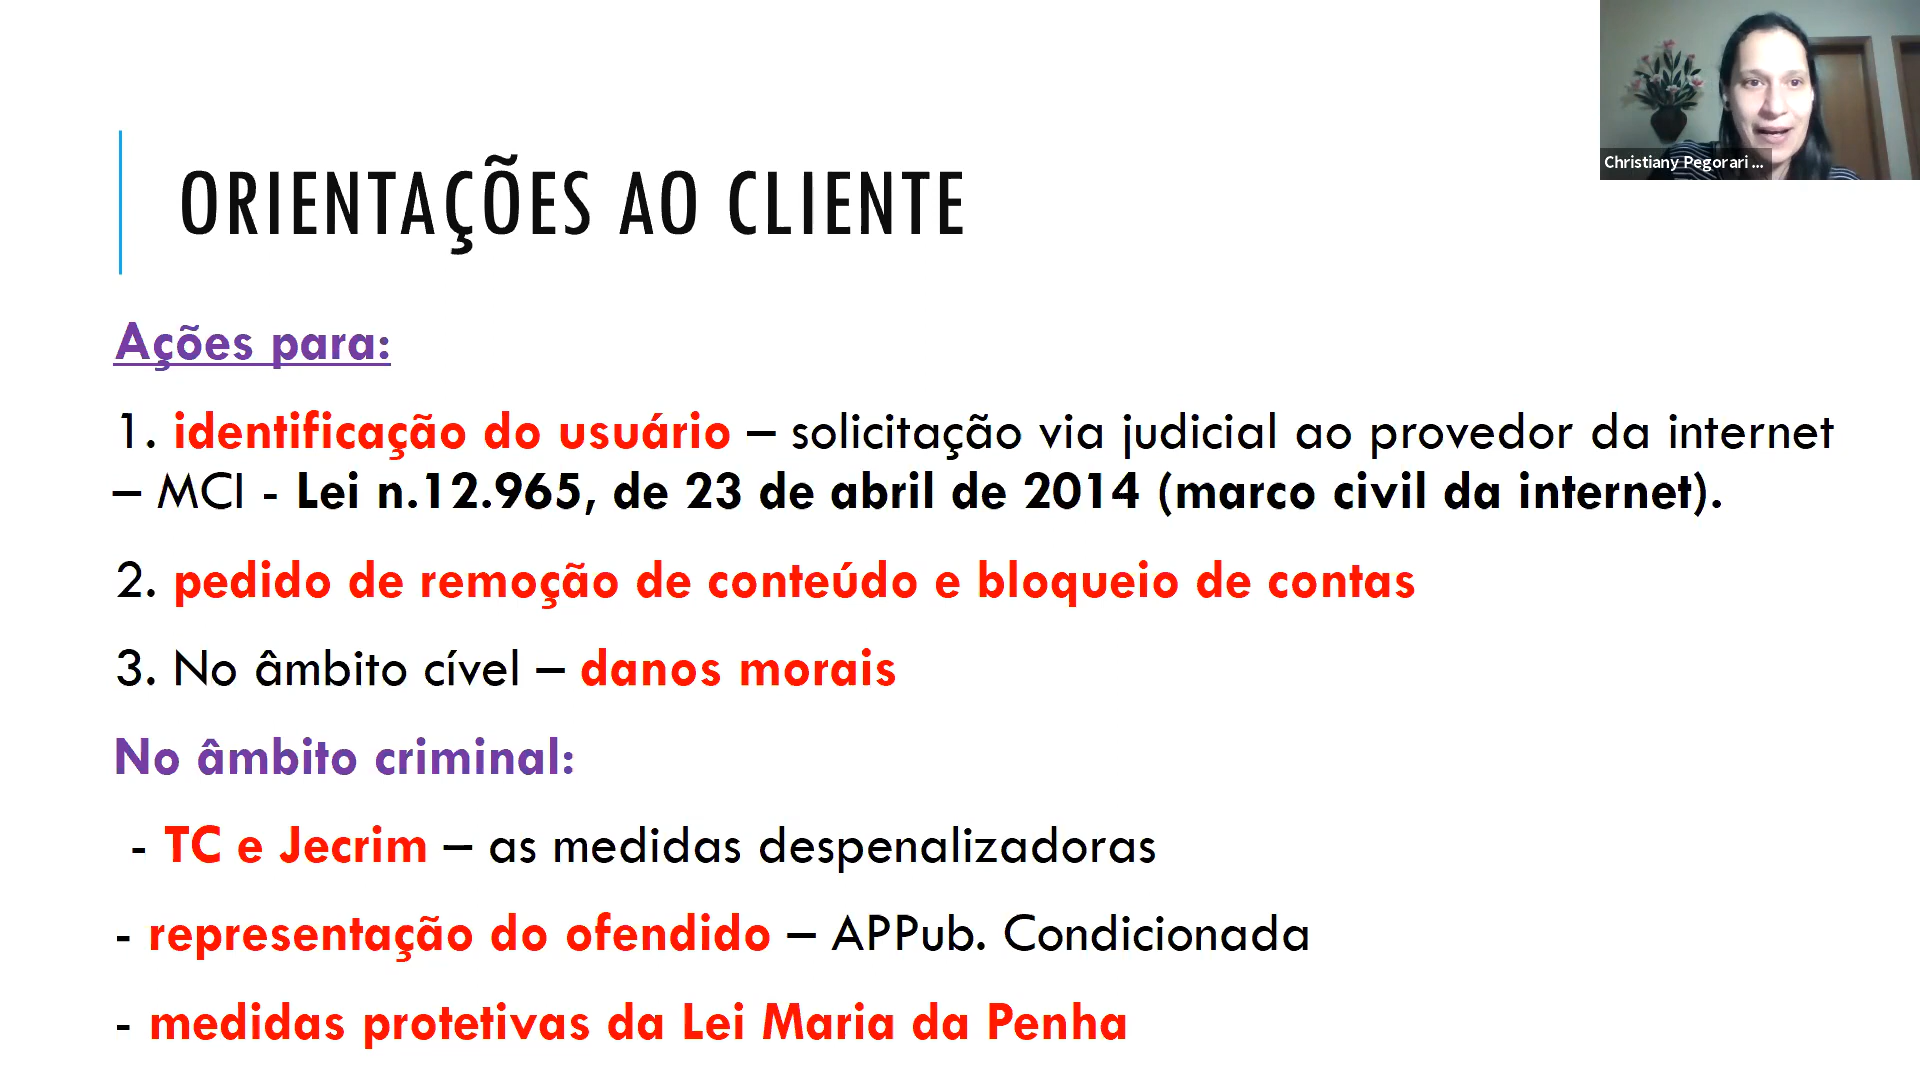 Christiany Pegorari ...
ORIENTAÇÕES AO CLIENTE
Ações para:
1. identificação do usuário – solicitação via judicial ao provedor da internet
– MCI - Lei n.12.965, de 23 de abril de 2014 (marco civil da internet).
2. pedido de remoção de conteúdo e bloqueio de contas
3. No âmbito cível – danos morais
No âmbito criminal:
- TC e Jecrim – as medidas despenalizadoras
- representação do ofendido – APPub. Condicionada
- medidas protetivas da Lei Maria da Penha